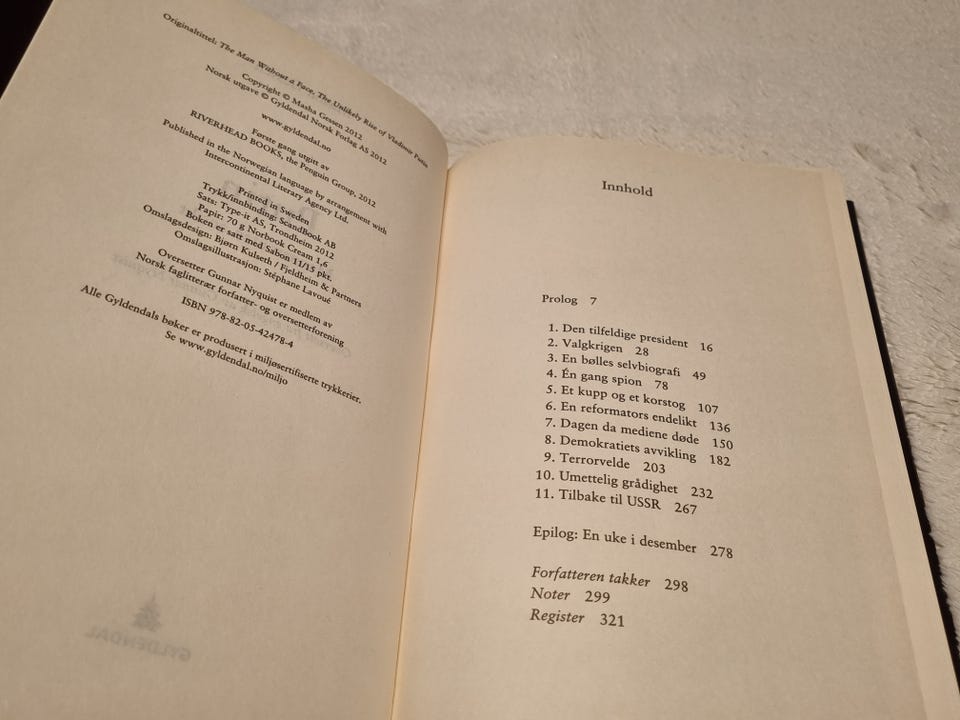 Originaltittel: The Man Without a Face, The Unlikely Rise of Vladimir Putin
Copyright © Masha Gessen 2012
Norsk utgave © Gyldendal Norsk Forlag AS 2012
www.gyldendal.no
Første gang utgitt av
RIVERHEAD BOOKS, the Penguin Group, 2012
Published in the Norwegian language by arrangement with
Intercontinental Literary Agency Ltd.
Printed in Sweden
Trykk/innbinding: ScandBook AB
Sats: Type-it AS, Trondheim 2012
Papir: 70 g Norbook Cream 1,6
Boken er satt med Sabon 11/15 pkt.
Omslagsdesign: Bjørn Kulseth / Fjeldheim & Partners
Omslagsillustrasjon: Stéphane Lavoué
Oversetter Gunnar Nyquist er medlem av
Norsk faglitterær forfatter- og oversetterforening
ISBN 978-82-05-42478-4
Alle Gyldendals bøker er produsert i miljøsertifiserte trykkerier.
Se www.gyldendal.no/miljo
GYLDENDAL
Innhold
Prolog 7
1. Den tilfeldige president 16
2. Valgkrigen 28
3. En bølles selvbiografi 49
4. Én gang spion 78
5. Et kupp og et korstog 107
6. En reformators endelikt 136
7. Dagen da mediene døde 150
8. Demokratiets avvikling 182
9. Terrorvelde 203
10. Umettelig grådighet 232
11. Tilbake til USSR 267
Epilog: En uke i desember 278
Forfatteren takker 298
Noter 299
Register 321